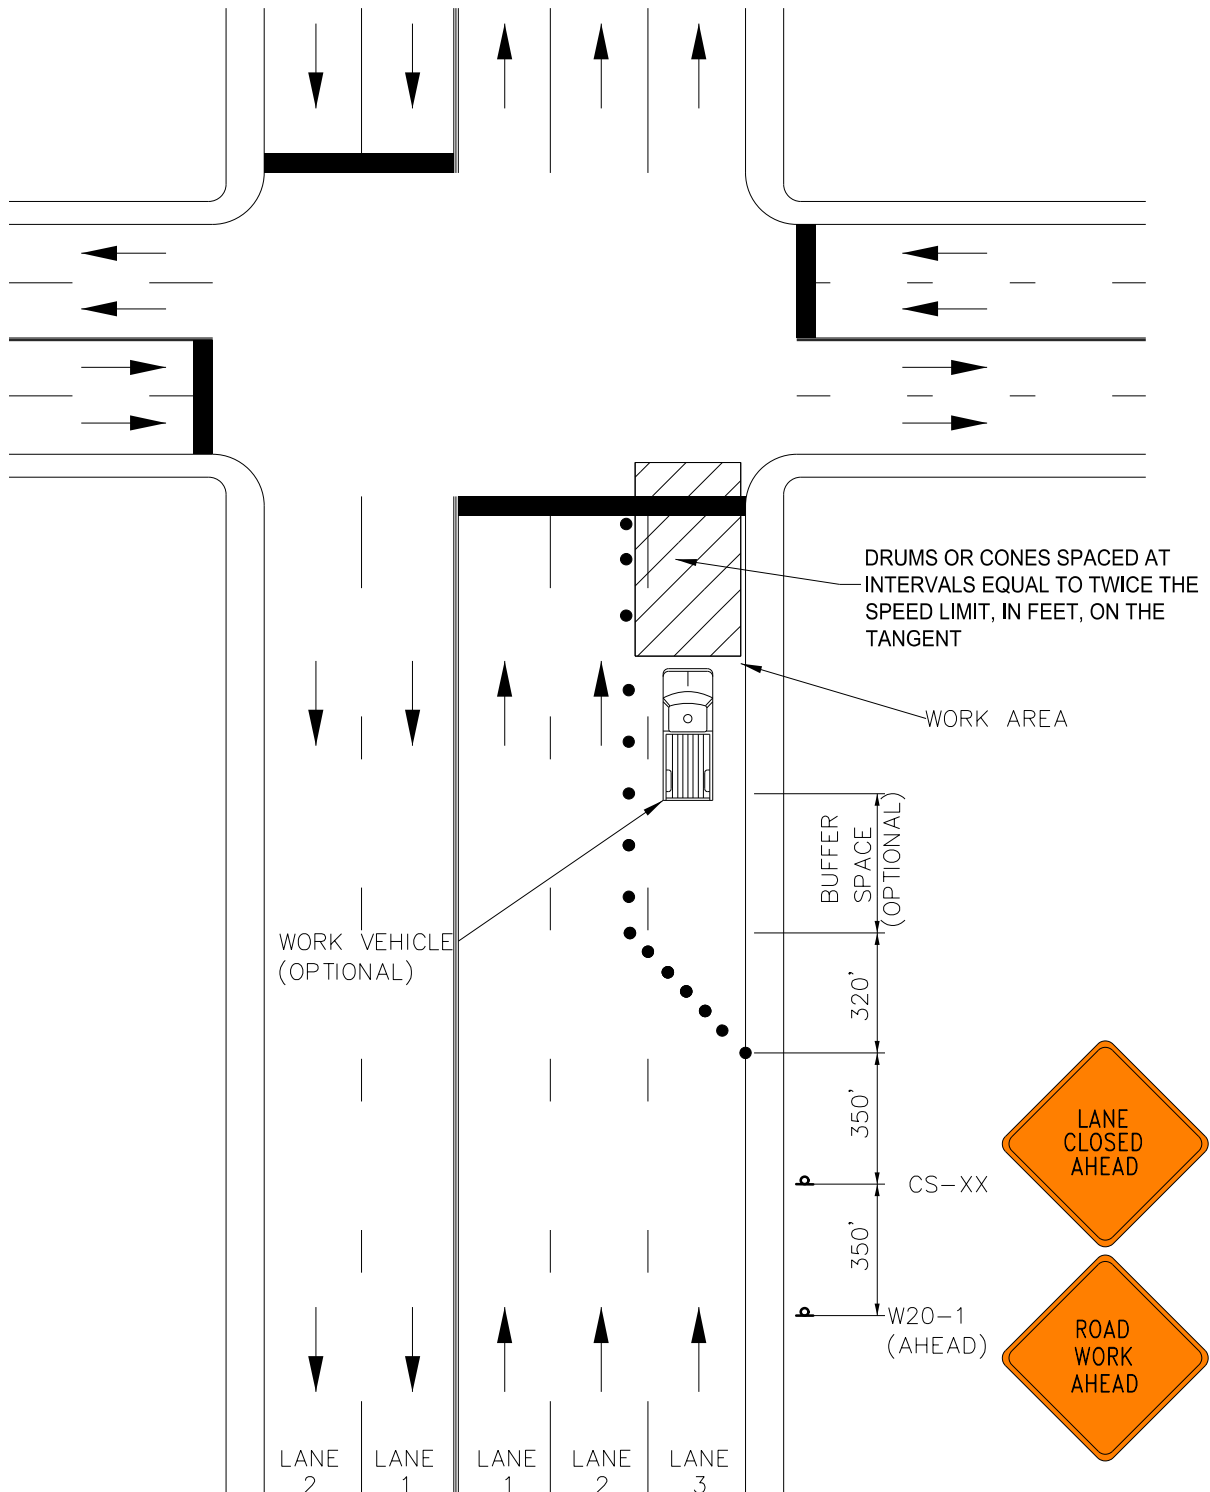 DRUMS OR CONES SPACED AT
INTERVALS EQUAL TO TWICE THE
SPEED LIMIT, IN FEET, ON THE
TANGENT
WORK AREA
BUFFER
SPACE
(OPTIONAL)
WORK VEHICLE
(OPTIONAL)
320'
350'
LANE
CLOSED
AHEAD
CS-XX
350'
W20-1
(AHEAD)
ROAD
WORK
AHEAD
LANE
2
LANE
1
LANE
1
LANE
2
LANE
3